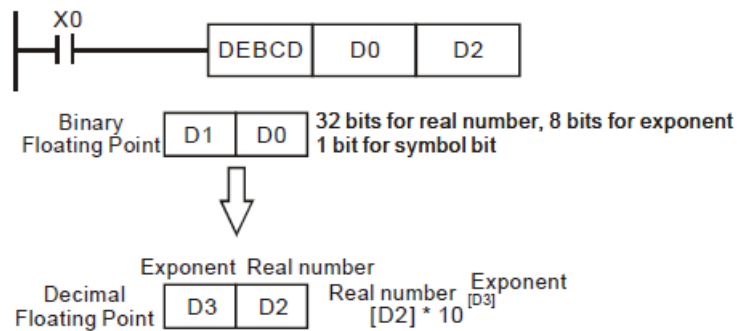 X0
DEBCD D0 D2
Binary
Floating Point
D1 D0
32 bits for real number, 8 bits for exponent
1 bit for symbol bit
Exponent Real number
Decimal
Floating Point
D3 D2
Real number Exponent
[D2] * 10 [D3]